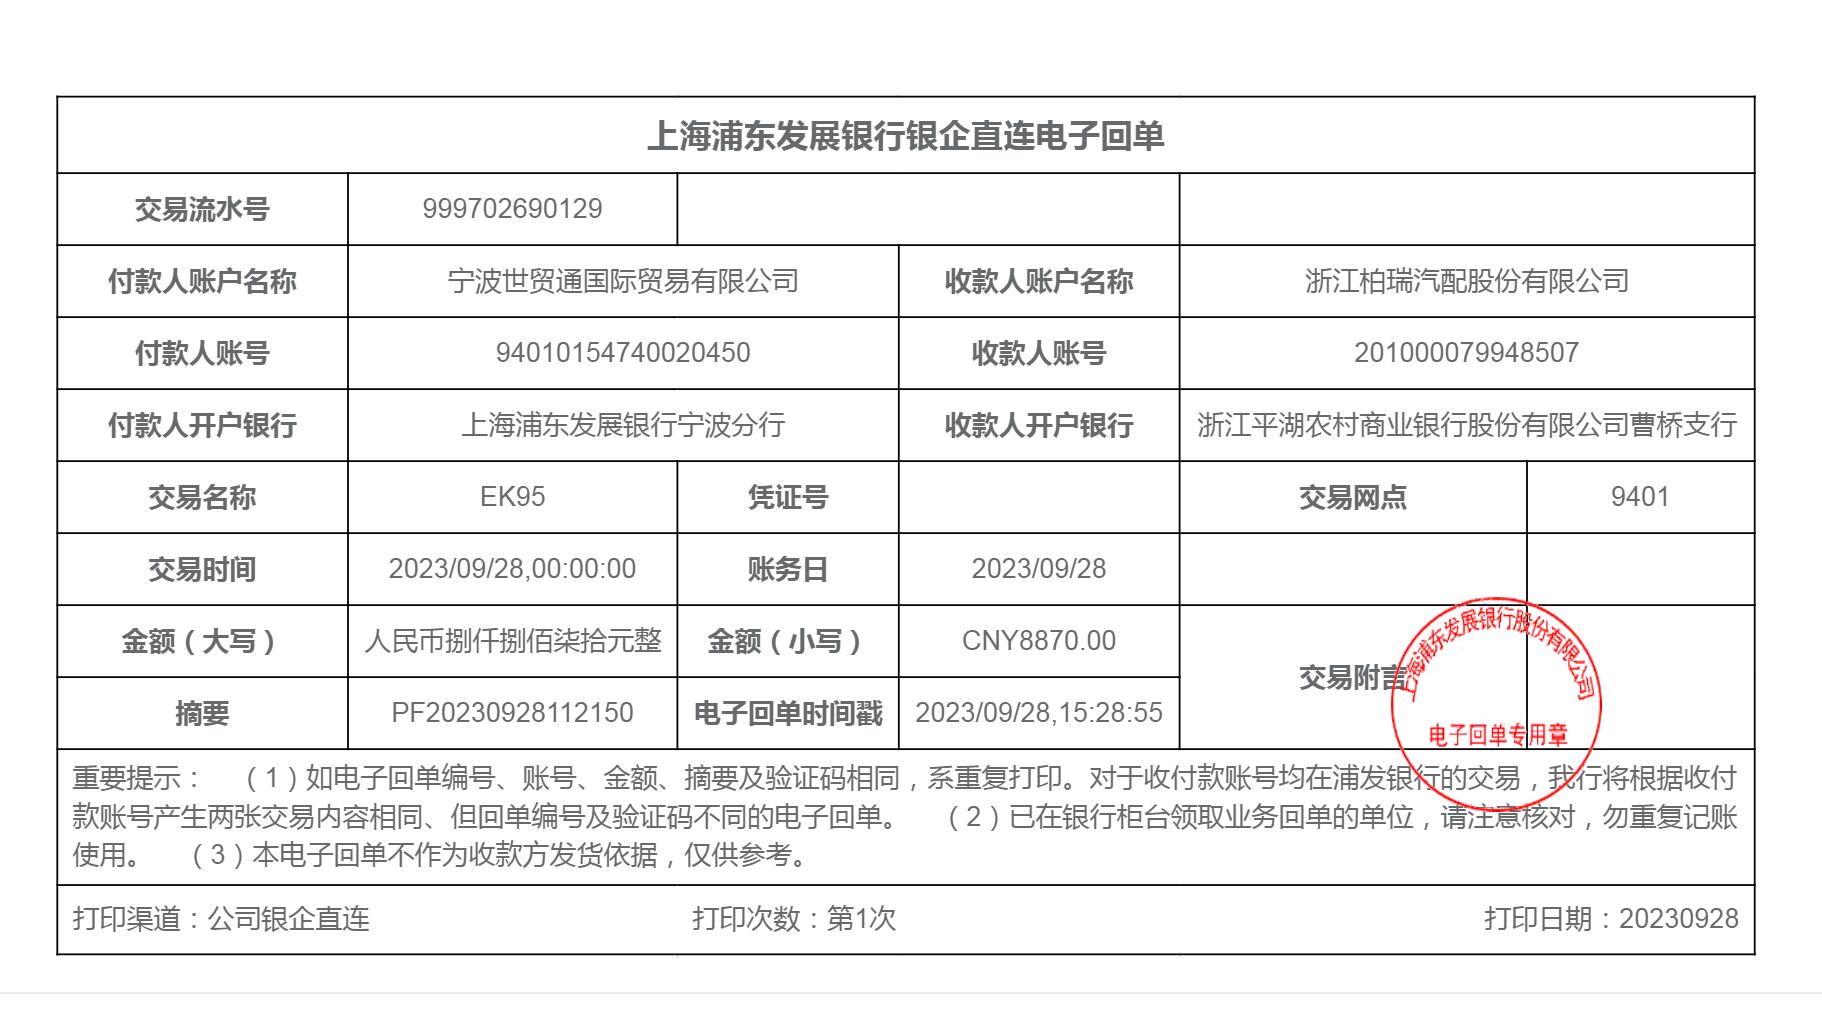 上海浦东发展银行银企直连电子回单
交易流水号 999702690129
付款人账户名称 宁波世贸通国际贸易有限公司 收款人账户名称 浙江柏瑞汽配股份有限公司
付款人账号 94010154740020450 收款人账号 201000079948507
付款人开户银行 上海浦东发展银行宁波分行 收款人开户银行 浙江平湖农村商业银行股份有限公司曹桥支行
交易名称 EK95 凭证号 交易网点 9401
交易时间 2023/09/28,00:00:00 账务日 2023/09/28
金额（大写） 人民币捌仟捌佰柒拾元整 金额（小写） CNY8870.00
交易附言
摘要 PF20230928112150 电子回单时间戳 2023/09/28,15:28:55
上海浦东发展银行股份有限公司
电子回单专用章
重要提示： （1）如电子回单编号、账号、金额、摘要及验证码相同，系重复打印。对于收付款账号均在浦发银行的交易，我行将根据收付
款账号产生两张交易内容相同、但回单编号及验证码不同的电子回单。 （2）已在银行柜台领取业务回单的单位，请注意核对，勿重复记账
使用。 （3）本电子回单不作为收款方发货依据，仅供参考。
打印渠道：公司银企直连 打印次数：第1次 打印日期：20230928